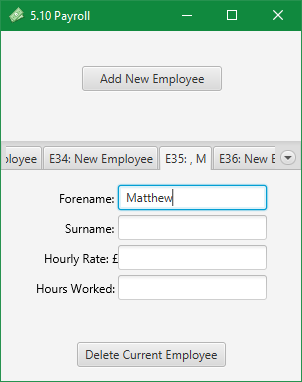 5.10 Payroll
Add New Employee
ployee E34: New Employee E35: , M E36: New E
Forename: Matthew
Surname:
Hourly Rate: £
Hours Worked:
Delete Current Employee